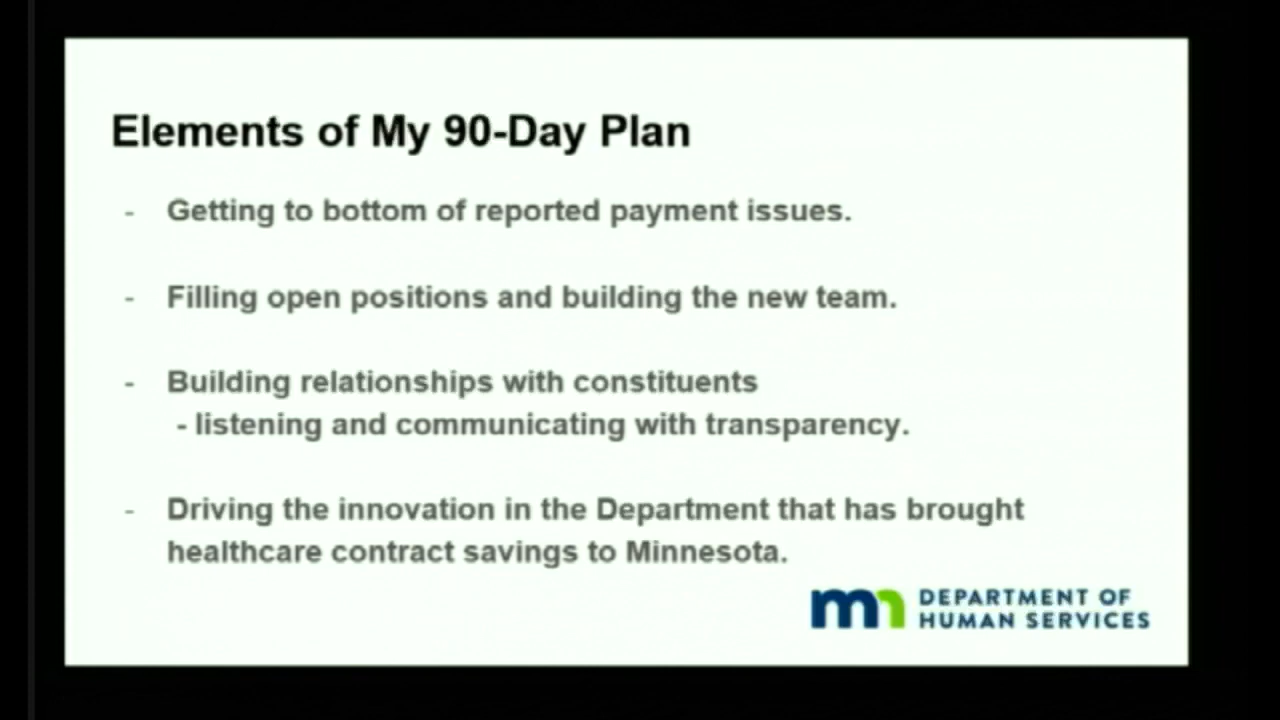 Elements of My 90-Day Plan
- Getting to bottom of reported payment issues.
- Filling open positions and building the new team.
- Building relationships with constituents
- listening and communicating with transparency.
- Driving the innovation in the Department that has brought
healthcare contract savings to Minnesota.
mn DEPARTMENT OF
HUMAN SERVICES